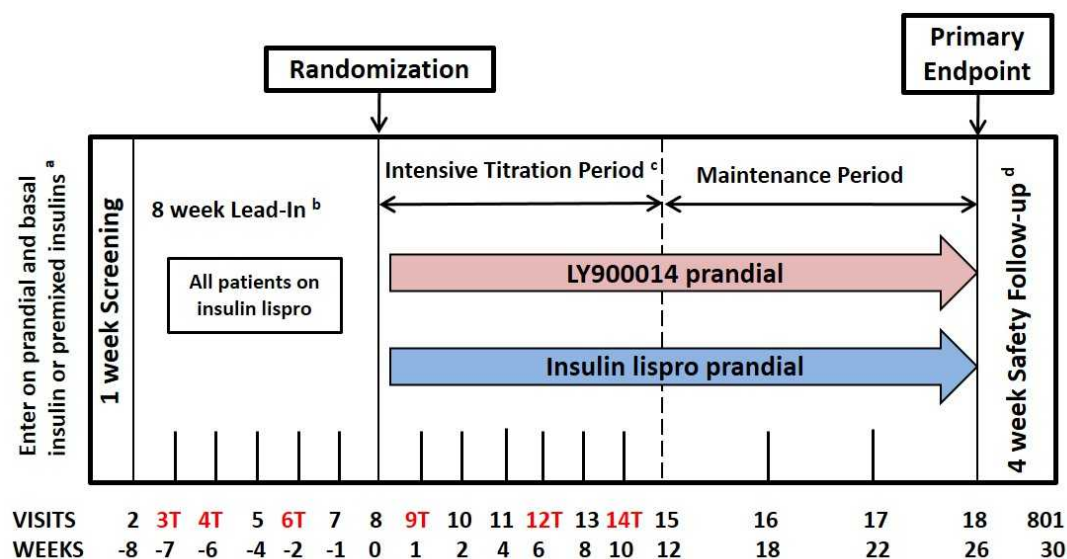 Randomization
Primary
Endpoint
Enter on prandial and basal
insulin or premixed insulins a
1 week Screening
8 week Lead-In b
All patients on
insulin lispro
Intensive Titration Period c
Maintenance Period
LY900014 prandial
Insulin lispro prandial
4 week Safety Follow-up d
VISITS 2 3T 4T 5 6T 7 8 9T 10 11 12T 13 14T 15 16 17 18 801
WEEKS -8 -7 -6 -4 -2 -1 0 1 2 4 6 8 10 12 18 22 26 30